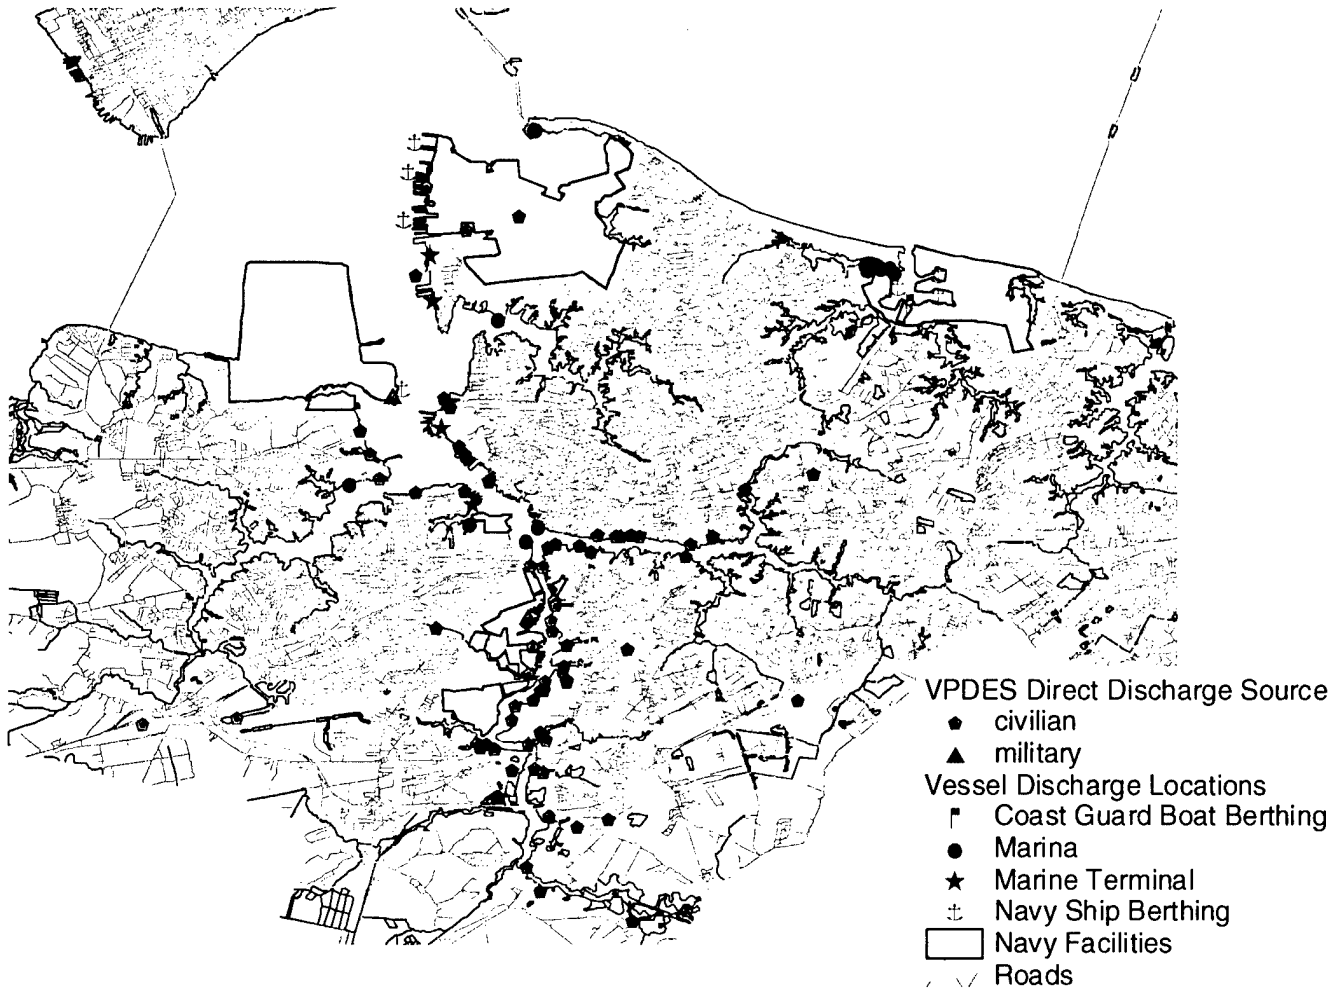 VPDES Direct Discharge Source
civilian
military
Vessel Discharge Locations
Coast Guard Boat Berthing
Marina
Marine Terminal
Navy Ship Berthing
Navy Facilities
Roads